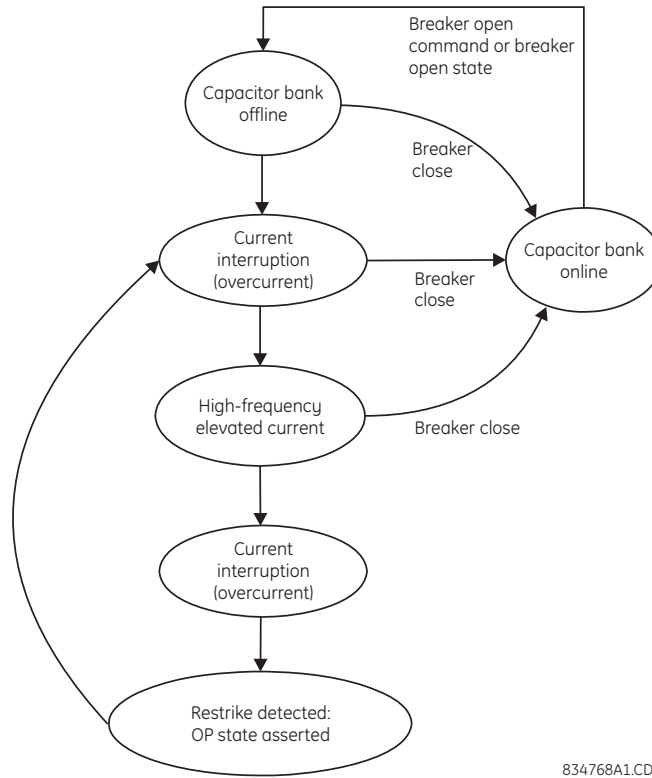 Breaker open
command or breaker
open state
Capacitor bank
offline
Breaker
close
Current
interruption
(overcurrent)
Breaker
close
Capacitor bank
online
High-frequency
elevated current
Breaker close
Current
interruption
(overcurrent)
Restrike detected:
OP state asserted
834768A1.CD